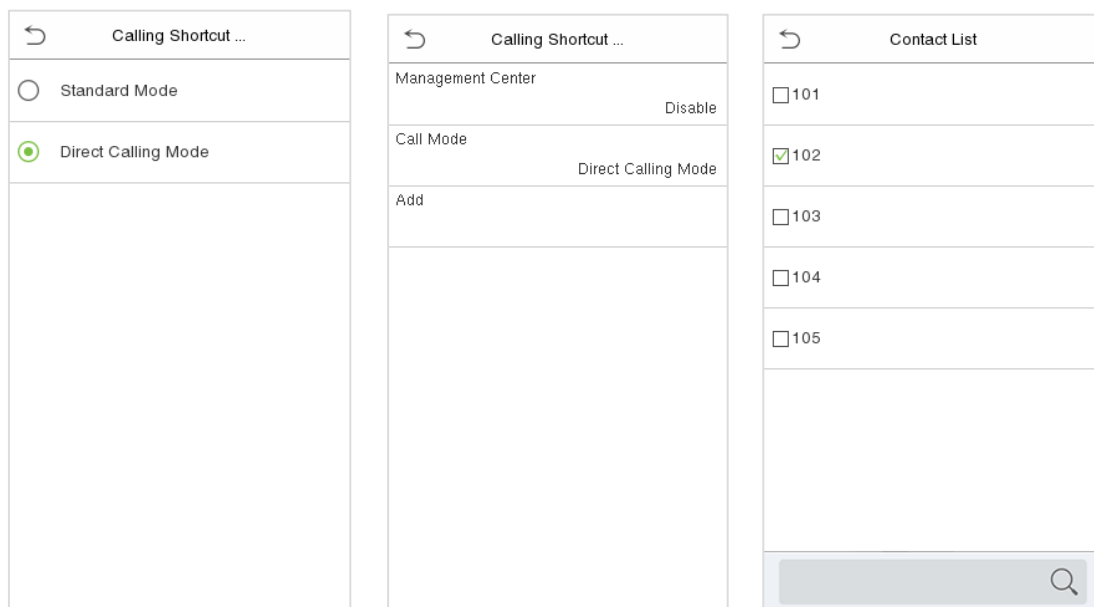 Calling Shortcut ...
Standard Mode
Direct Calling Mode
Calling Shortcut ...
Management Center
Disable
Call Mode
Direct Calling Mode
Add
Contact List
101
102
103
104
105